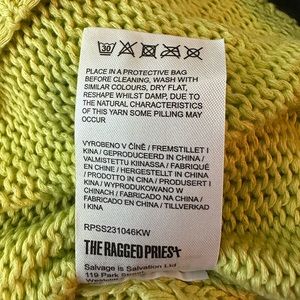 30
PLACE IN A PROTECTIVE BAG
BEFORE CLEANING, WASH WITH
SIMILAR COLOURS, DRY FLAT,
RESHAPE WHILST DAMP, DUE TO
THE NATURAL CHARACTERISTICS
OF THIS YARN SOME PILLING MAY
OCCUR
VYROBENO V ČÍNĚ / FREMSTILLET I
KINA / GEPRODUCEERD IN CHINA /
VALMISTETTU KIINASSA / FABRIQUÉ
EN CHINE / HERGESTELLT IN CHINA
/ PRODOTTO IN CINA / PRODUSERT I
KINA / WYPRODUKOWANO W
CHINACH / FABRICADO NA CHINA /
FABRICADO EN CHINA / TILLVERKAD
I KINA
RPSS231046KW
THE RAGGED PRIEST
Salvage is Salvation Ltd
119 Park Street